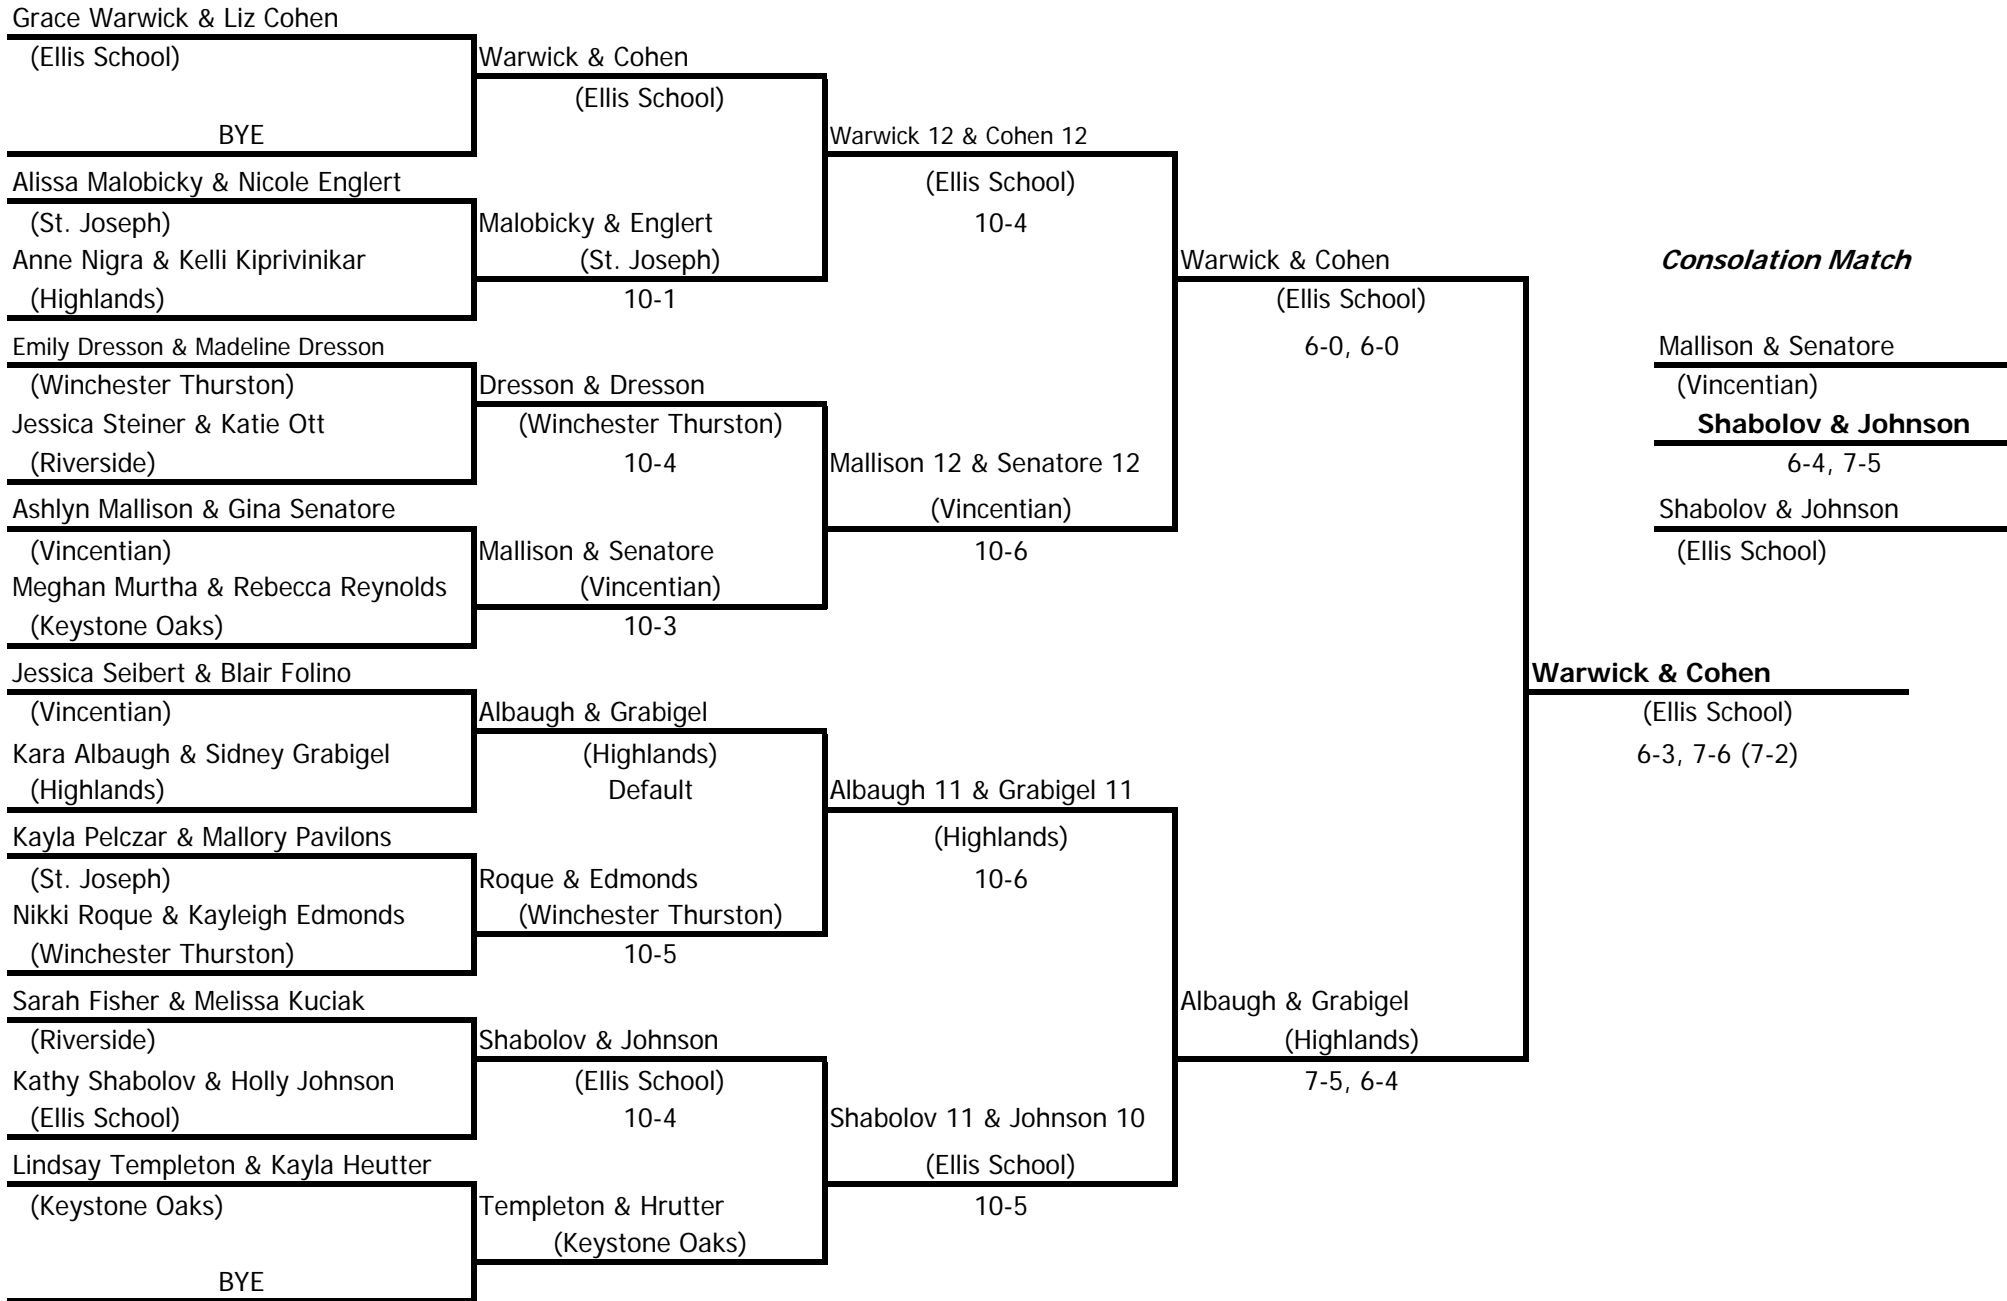 Grace Warwick & Liz Cohen
(Ellis School)
BYE
Alissa Malobicky & Nicole Englert
(St. Joseph)
Anne Nigra & Kelli Kiprivinikar
(Highlands)
Emily Dresson & Madeline Dresson
(Winchester Thurston)
Jessica Steiner & Katie Ott
(Riverside)
Ashlyn Mallison & Gina Senatore
(Vincentian)
Meghan Murtha & Rebecca Reynolds
(Keystone Oaks)
Jessica Seibert & Blair Folino
(Vincentian)
Kara Albaugh & Sidney Grabigel
(Highlands)
Kayla Pelczar & Mallory Pavilons
(St. Joseph)
Nikki Roque & Kayleigh Edmonds
(Winchester Thurston)
Sarah Fisher & Melissa Kuciak
(Riverside)
Kathy Shabolov & Holly Johnson
(Ellis School)
Lindsay Templeton & Kayla Heutter
(Keystone Oaks)
BYE
Warwick & Cohen
(Ellis School)
Malobicky & Englert
(St. Joseph)
10-1
Dresson & Dresson
(Winchester Thurston)
10-4
Mallison & Senatore
(Vincentian)
10-3
Albaugh & Grabigel
(Highlands)
Default
Roque & Edmonds
(Winchester Thurston)
10-5
Shabolov & Johnson
(Ellis School)
10-4
Templeton & Hrutter
(Keystone Oaks)
Warwick 12 & Cohen 12
(Ellis School)
10-4
Mallison 12 & Senatore 12
(Vincentian)
10-6
Albaugh 11 & Grabigel 11
(Highlands)
10-6
Shabolov 11 & Johnson 10
(Ellis School)
10-5
Warwick & Cohen
(Ellis School)
6-0, 6-0
Albaugh & Grabigel
(Highlands)
7-5, 6-4
Warwick & Cohen
(Ellis School)
6-3, 7-6 (7-2)
Consolation Match
Mallison & Senatore
(Vincentian)
Shabolov & Johnson
6-4, 7-5
Shabolov & Johnson
(Ellis School)